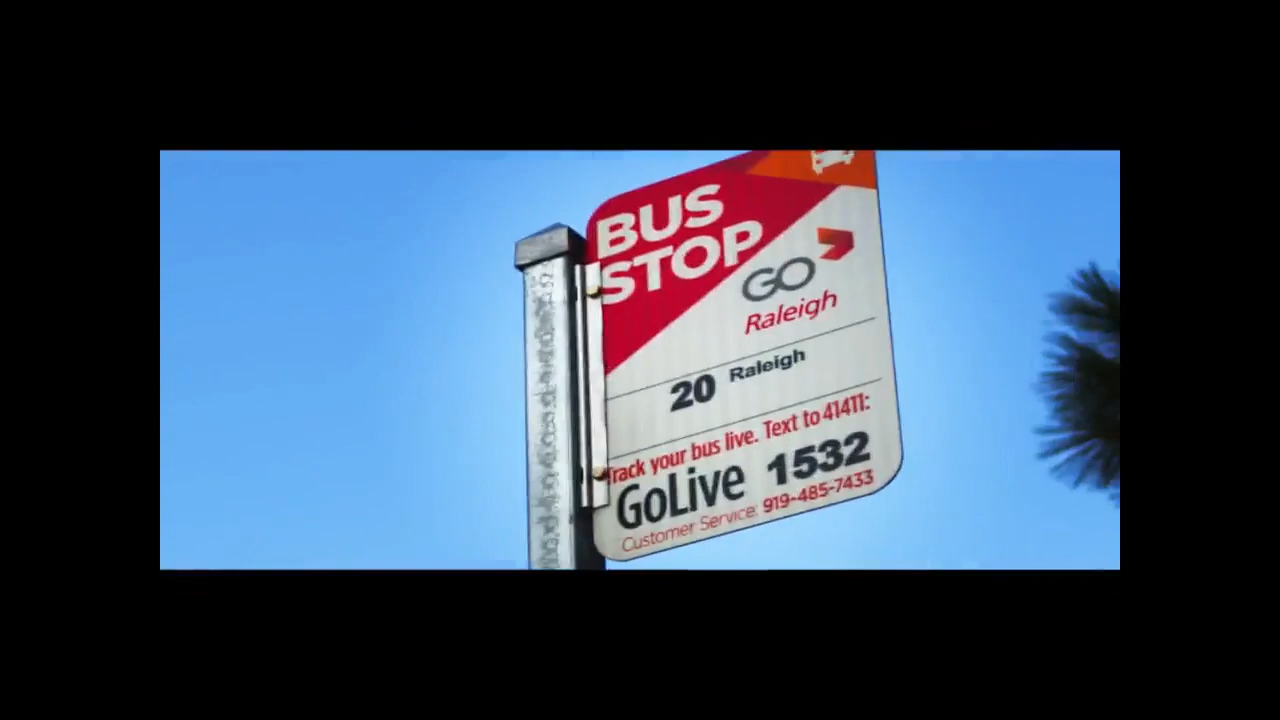 BUS
STOP
GO
Raleigh
20 Raleigh
Track your bus live. Text to 41411:
GoLive 1532
Customer Service: 919-485-7433